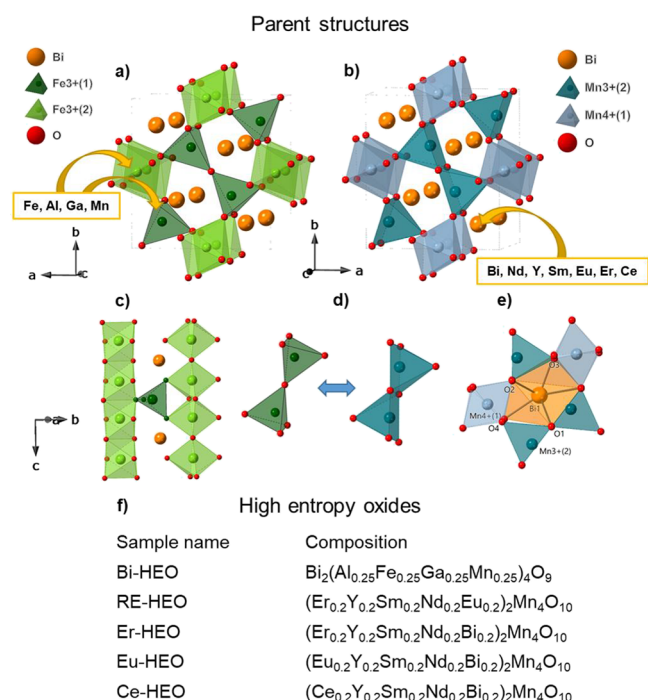 Parent structures
Bi
Fe3+(1)
Fe3+(2)
O
a)
b)
Bi
Mn3+(2)
Mn4+(1)
O
Fe, Al, Ga, Mn
Bi, Nd, Y, Sm, Eu, Er, Ce
b
a
c
b
c
a
c)
d)
e)
a
b
c
O3
O2
Bi1
Mn4+(1)
O4
O1
Mn3+(2)
f)
High entropy oxides
Sample name Composition
Bi-HEO Bi₂(Al₀.₂₅Fe₀.₂₅Ga₀.₂₅Mn₀.₂₅)₄O₉
RE-HEO (Er₀.₂Y₀.₂Sm₀.₂Nd₀.₂Eu₀.₂)₂Mn₄O₁₀
Er-HEO (Er₀.₂Y₀.₂Sm₀.₂Nd₀.₂Bi₀.₂)₂Mn₄O₁₀
Eu-HEO (Eu₀.₂Y₀.₂Sm₀.₂Nd₀.₂Bi₀.₂)₂Mn₄O₁₀
Ce-HEO (Ce₀.₂Y₀.₂Sm₀.₂Nd₀.₂Bi₀.₂)₂Mn₄O₁₀